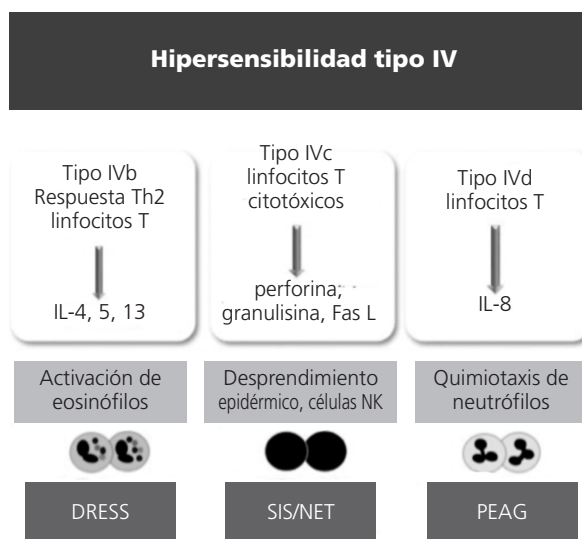 Hipersensibilidad tipo IV
Tipo IVb
Respuesta Th2
linfocitos T
IL-4, 5, 13
Activación de
eosinófilos
DRESS
Tipo IVc
linfocitos T
citotóxicos
perforina;
granulisina, Fas L
Desprendimiento
epidérmico, células NK
SIS/NET
Tipo IVd
linfocitos T
IL-8
Quimiotaxis de
neutrófilos
PEAG